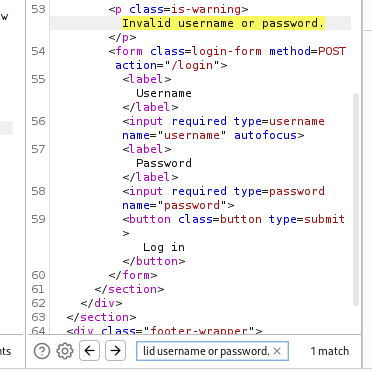 w
53 <p class=is-warning>
Invalid username or password.
</p>
54 <form class=login-form method=POST
action="/login">
55 <label>
Username
</label>
56 <input required type=username
name="username" autofocus>
57 <label>
Password
</label>
58 <input required type=password
name="password">
59 <button class=button type=submit
>
Log in
</button>
60 </form>
61 </section>
62 </div>
63 </section>
64 <div class="footer-wrapper">
nts
lid username or password. ×
1 match